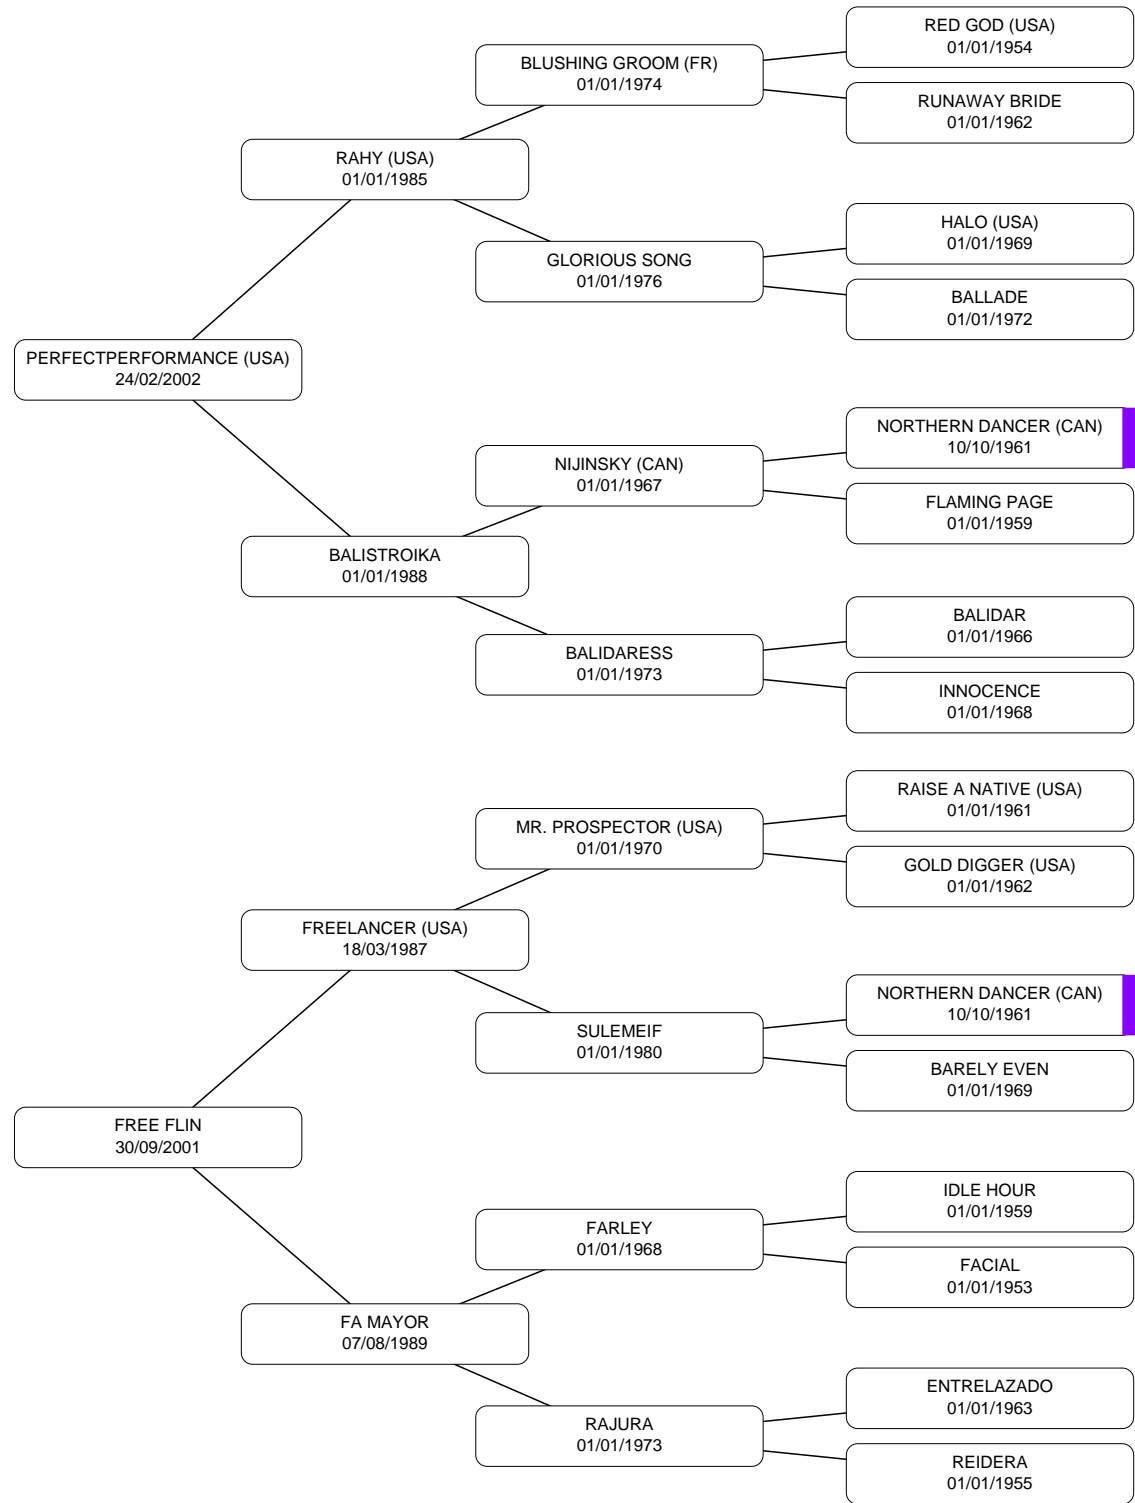 RED GOD (USA)
01/01/1954
BLUSHING GROOM (FR)
01/01/1974
RUNAWAY BRIDE
01/01/1962
RAHY (USA)
01/01/1985
HALO (USA)
01/01/1969
GLORIOUS SONG
01/01/1976
BALLADE
01/01/1972
PERFECTPERFORMANCE (USA)
24/02/2002
NORTHERN DANCER (CAN)
10/10/1961
NIJINSKY (CAN)
01/01/1967
FLAMING PAGE
01/01/1959
BALISTROIKA
01/01/1988
BALIDAR
01/01/1966
BALIDARESS
01/01/1973
INNOCENCE
01/01/1968
RAISE A NATIVE (USA)
01/01/1961
MR. PROSPECTOR (USA)
01/01/1970
GOLD DIGGER (USA)
01/01/1962
FREELANCER (USA)
18/03/1987
NORTHERN DANCER (CAN)
10/10/1961
SULEMEIF
01/01/1980
BARELY EVEN
01/01/1969
FREE FLIN
30/09/2001
IDLE HOUR
01/01/1959
FARLEY
01/01/1968
FACIAL
01/01/1953
FA MAYOR
07/08/1989
ENTRELAZADO
01/01/1963
RAJURA
01/01/1973
REIDERA
01/01/1955